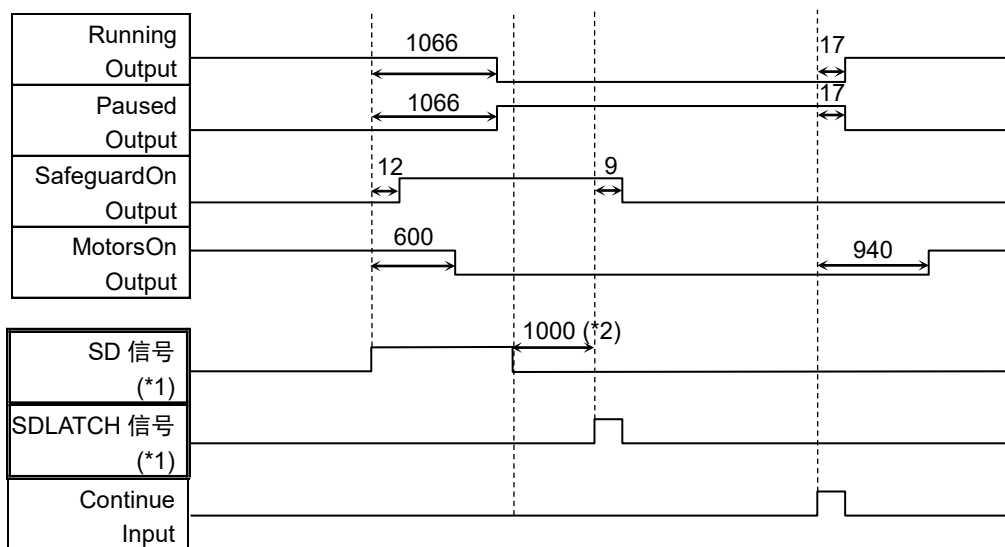 Running
Output
1066
17
Paused
Output
1066
17
SafeguardOn
Output
12
9
MotorsOn
Output
600
940
SD 信号
(*1)
1000 (*2)
SDLATCH 信号
(*1)
Continue
Input